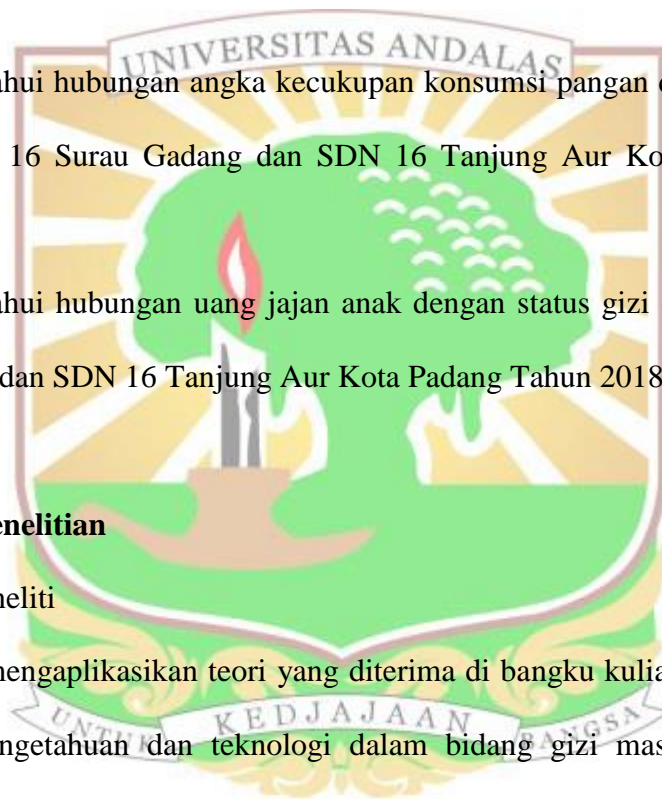 UNIVERSITAS ANDALAS
ahui hubungan angka kecukupan konsumsi pangan
16 Surau Gadang dan SDN 16 Tanjung Aur Ko
ahui hubungan uang jajan anak dengan status gizi
dan SDN 16 Tanjung Aur Kota Padang Tahun 2018
enelitian
neliti
mengaplikasikan teori yang diterima di bangku kulia
ngetahuan dan teknologi dalam bidang gizi mas
UNTUK KEDJAJAAN BANGSA